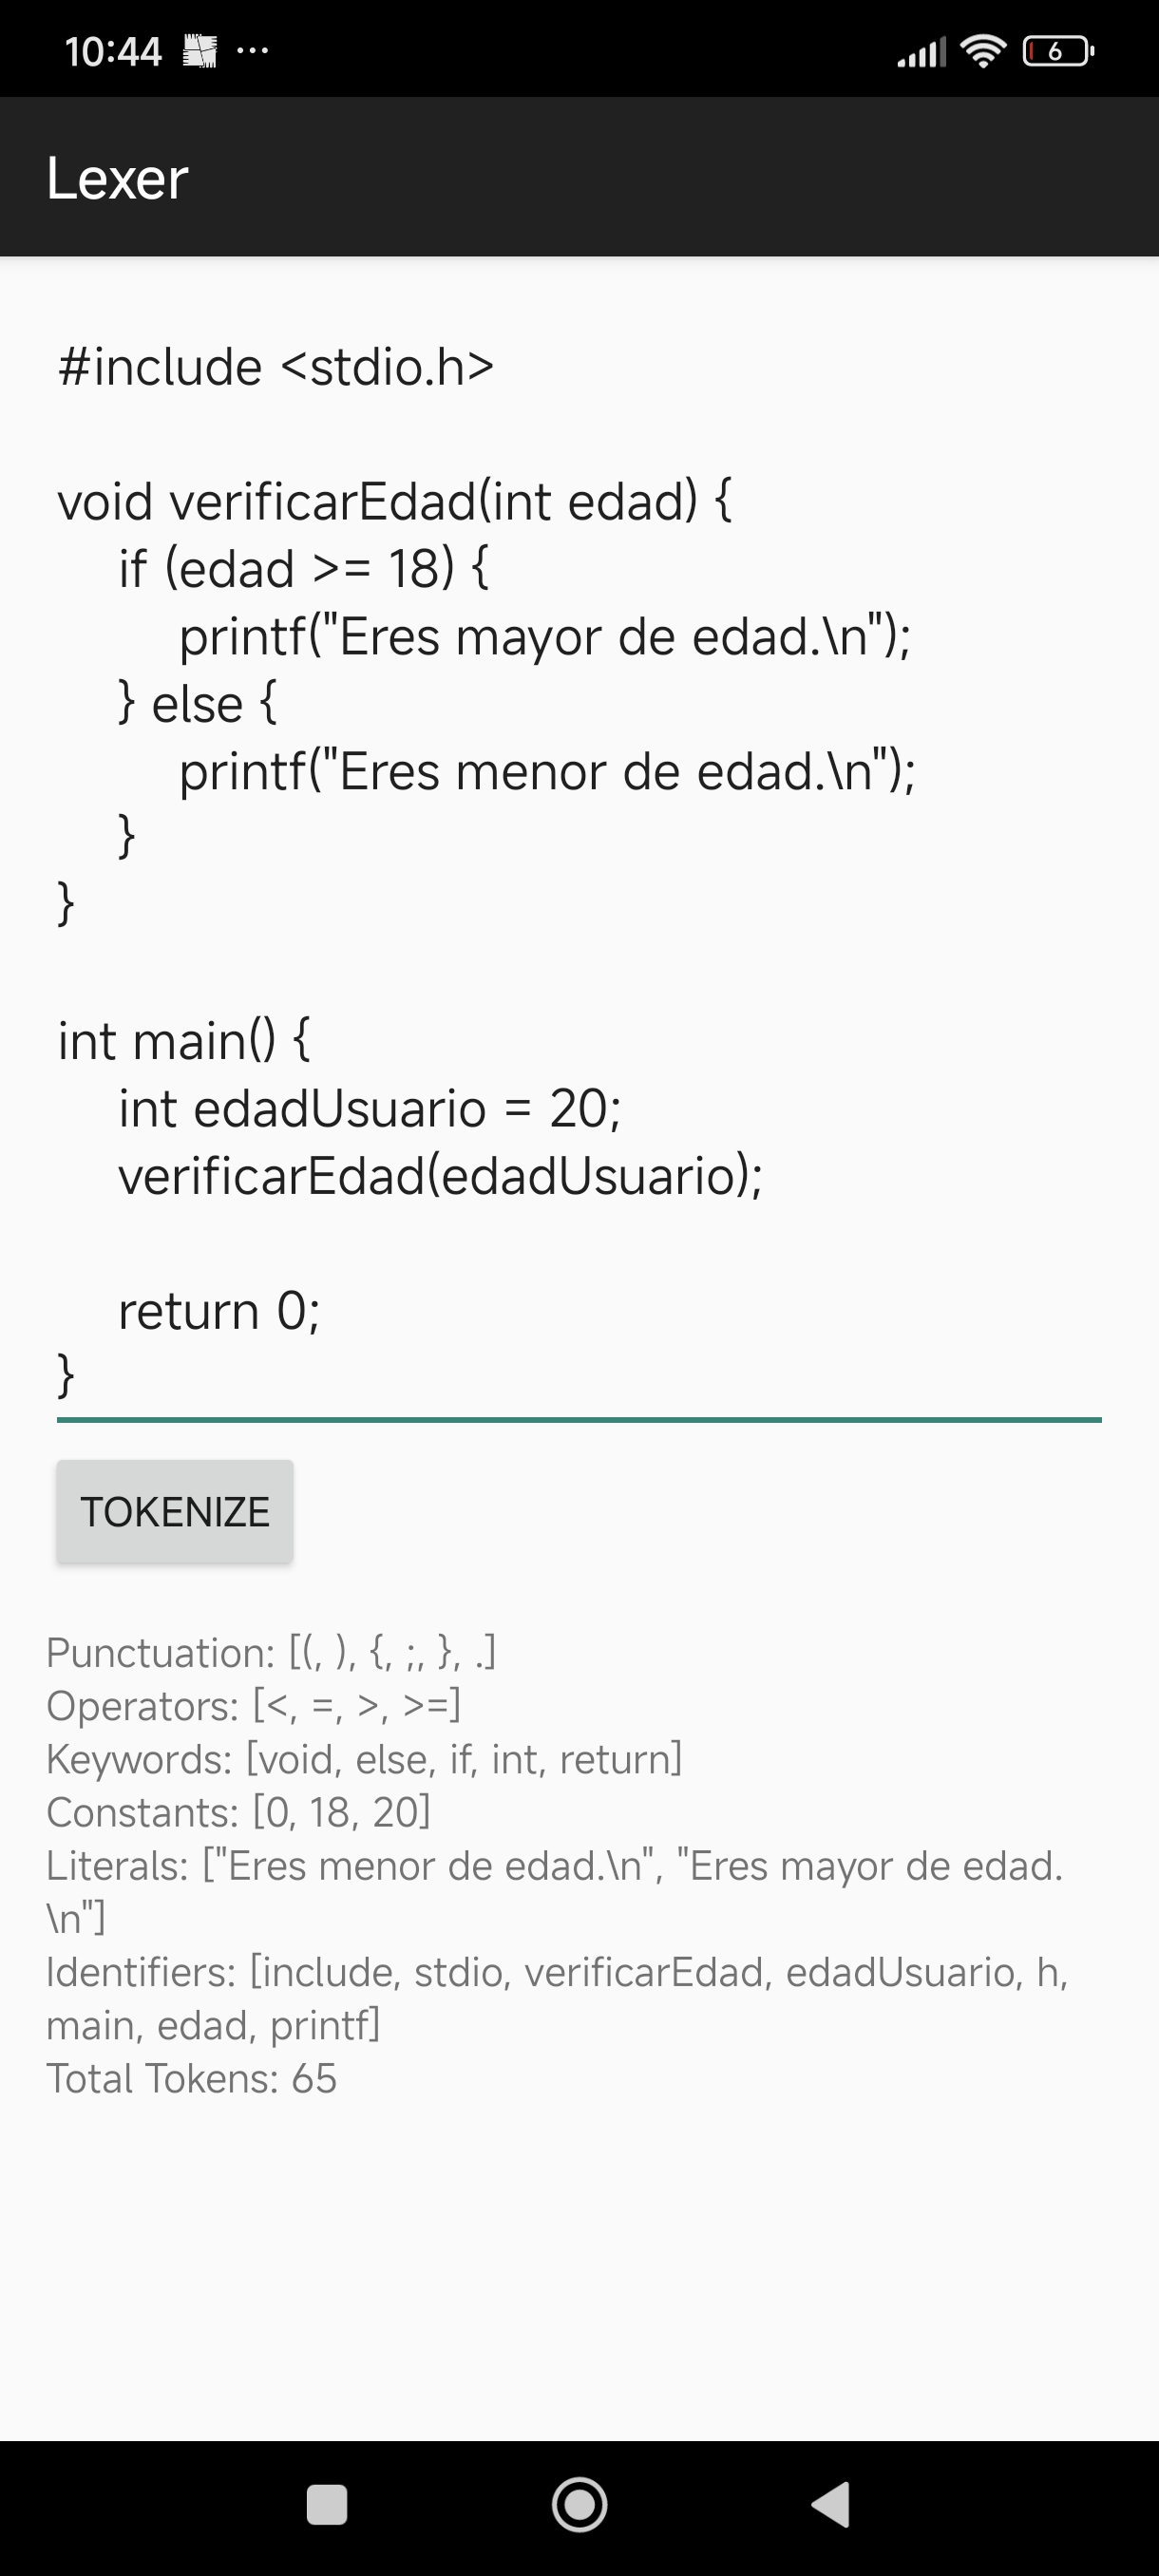 10:44 ... 6
Lexer
#include <stdio.h>
void verificarEdad(int edad) {
if (edad >= 18) {
printf("Eres mayor de edad.\n");
} else {
printf("Eres menor de edad.\n");
}
}
int main() {
int edadUsuario = 20;
verificarEdad(edadUsuario);
return 0;
}
TOKENIZE
Punctuation: [(, ), {, ;, }, .]
Operators: [<, =, >, >=]
Keywords: [void, else, if, int, return]
Constants: [0, 18, 20]
Literals: ["Eres menor de edad.\n", "Eres mayor de edad.
\n"]
Identifiers: [include, stdio, verificarEdad, edadUsuario, h,
main, edad, printf]
Total Tokens: 65